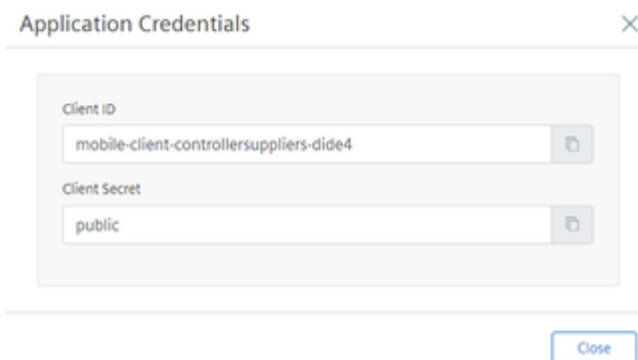 Application Credentials
Client ID
mobile-client-controllersuppliers-dide4
Client Secret
public
Close